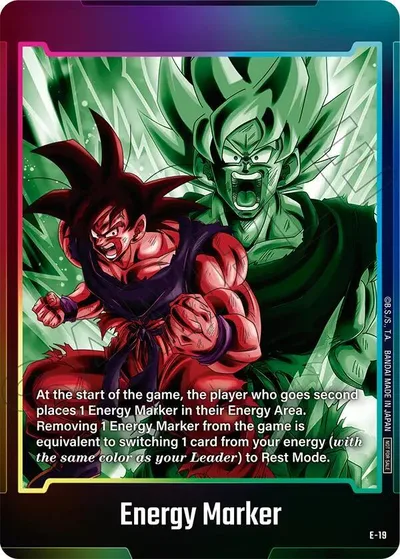 At the start of the game, the player who goes second
places 1 Energy Marker in their Energy Area.
Removing 1 Energy Marker from the game is
equivalent to switching 1 card from your energy (with
the same color as your Leader) to Rest Mode.
©B.S./S., T.A. BANDAI MADE IN JAPAN
NOT FOR SALE
Energy Marker
E-19